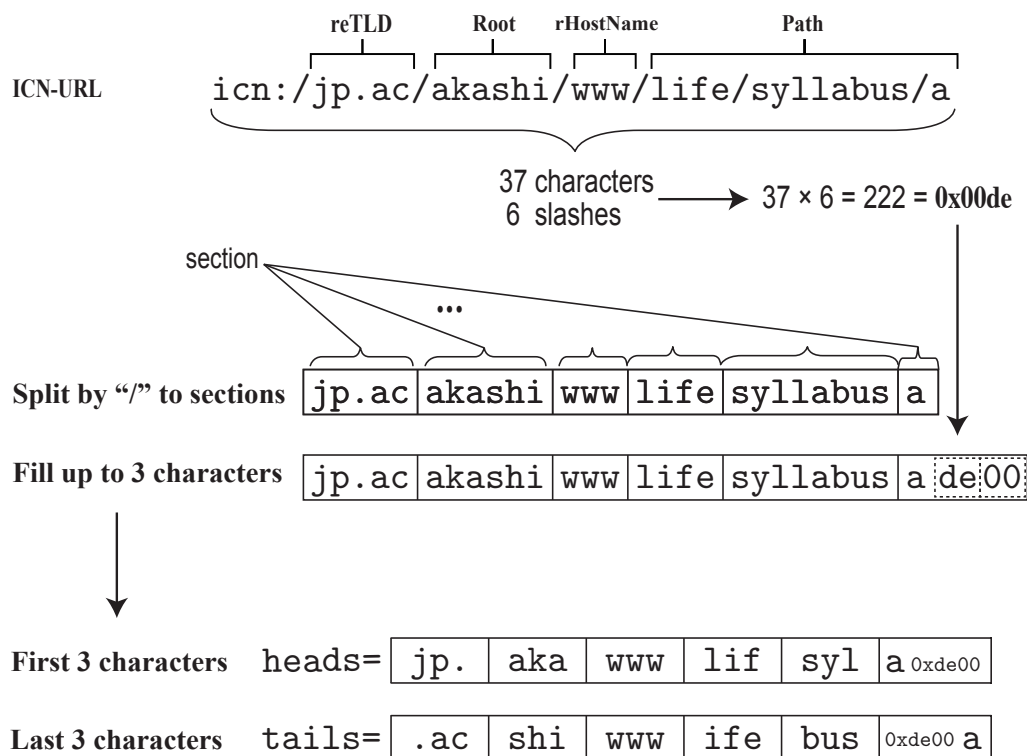 reTLD Root rHostName Path
ICN-URL icn:/jp.ac/akashi/www/life/syllabus/a
37 characters
6 slashes
37 × 6 = 222 = 0x00de
section
...
Split by “/” to sections jp.ac akashi www life syllabus a
Fill up to 3 characters jp.ac akashi www life syllabus a de 00
First 3 characters heads= jp. aka www lif syl a 0xde00
Last 3 characters tails= .ac shi www ife bus 0xde00 a